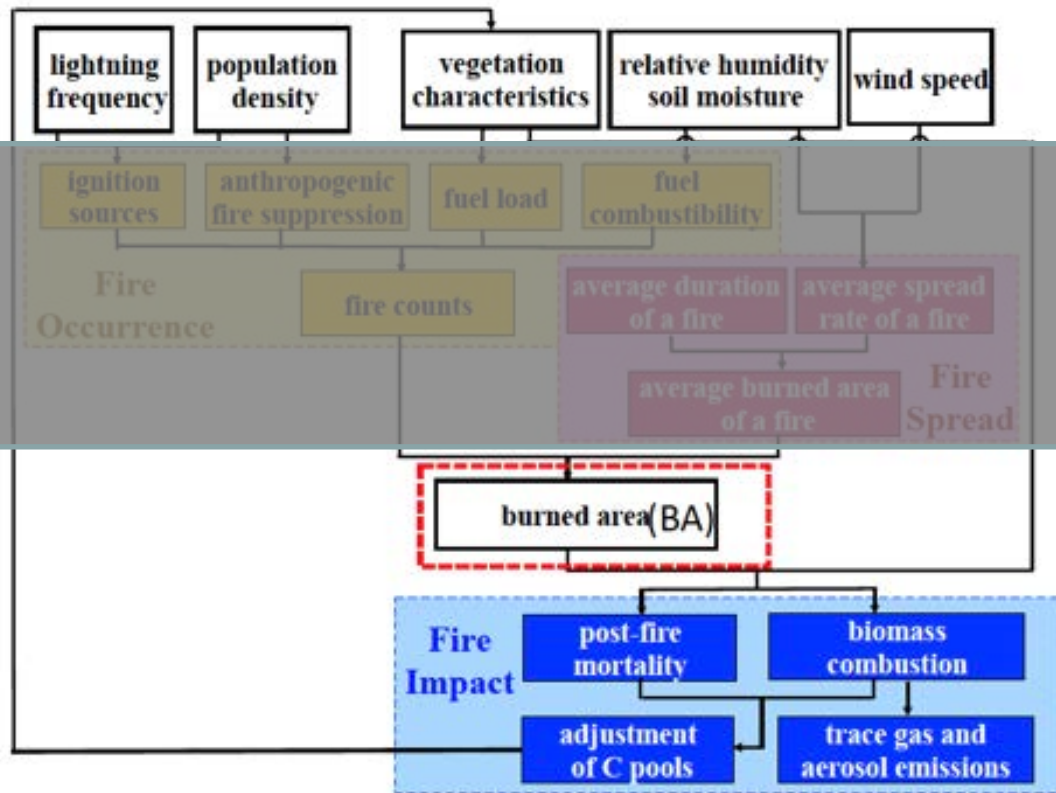 lightning
frequency
population
density
vegetation
characteristics
relative humidity
soil moisture
wind speed
ignition
sources
anthropogenic
fire suppression
fuel load
fuel
combustibility
Fire
Occurrence
fire counts
average duration
of a fire
average spread
rate of a fire
average burned area
of a fire
Fire
Spread
burned area(BA)
Fire
Impact
post-fire
mortality
biomass
combustion
adjustment
of C pools
trace gas and
aerosol emissions